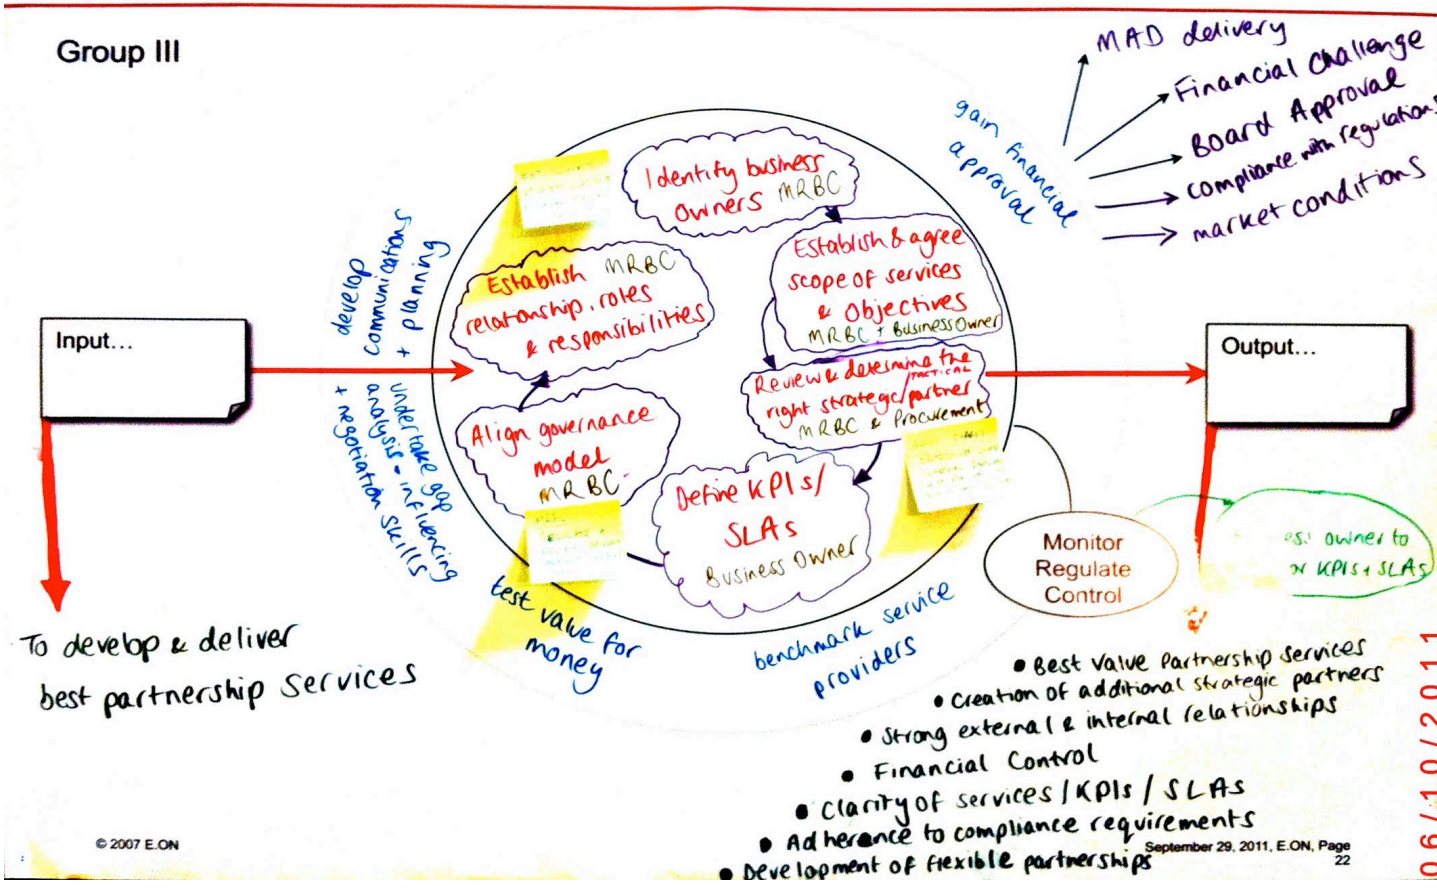 Group III
MAD delivery
Financial Challenge
Board Approval
compliance with regulations
market conditions
gain financial
approval
Identify business
owners MRBC
Establish & agree
scope of services
& Objectives
MRBC + Business Owner
Review & determine the
TACTICAL
right strategic/partner
MRBC & Procurement
Define KPIs/
SLAs
Business Owner
Align governance
model
MRBC
Establish MRBC
relationship, roles
& responsibilities
develop
communications
+ planning
undertake gap
analysis - influencing
+ negotiation skills
test value for
money
benchmark service
providers
Input...
To develop & deliver
best partnership services
Output...
Monitor
Regulate
Control
owner to
KPIs + SLAs
• Best Value Partnership services
• Creation of additional strategic partners
• Strong external & internal relationships
• Financial Control
• Clarity of services / KPIs / SLAs
• Adherence to compliance requirements
• Development of flexible partnerships
© 2007 E.ON
September 29, 2011, E.ON, Page
22
06/10/2011